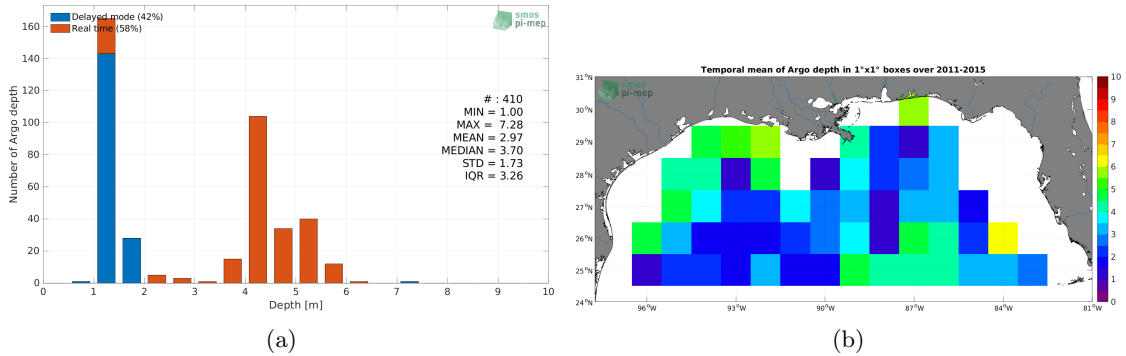 Delayed mode (42%)
Real time (58%)
smos
pi-mep
# : 410
MIN = 1.00
MAX = 7.28
MEAN = 2.97
MEDIAN = 3.70
STD = 1.73
IQR = 3.26
Number of Argo depth
160
140
120
100
80
60
40
20
0
0 1 2 3 4 5 6 7 8 9 10
Depth [m]
(a)
Temporal mean of Argo depth in 1°x1° boxes over 2011-2015
smos
pi-mep
31°N
30°N
29°N
28°N
27°N
26°N
25°N
24°N
96°W 93°W 90°W 87°W 84°W 81°W
10
9
8
7
6
5
4
3
2
1
0
(b)